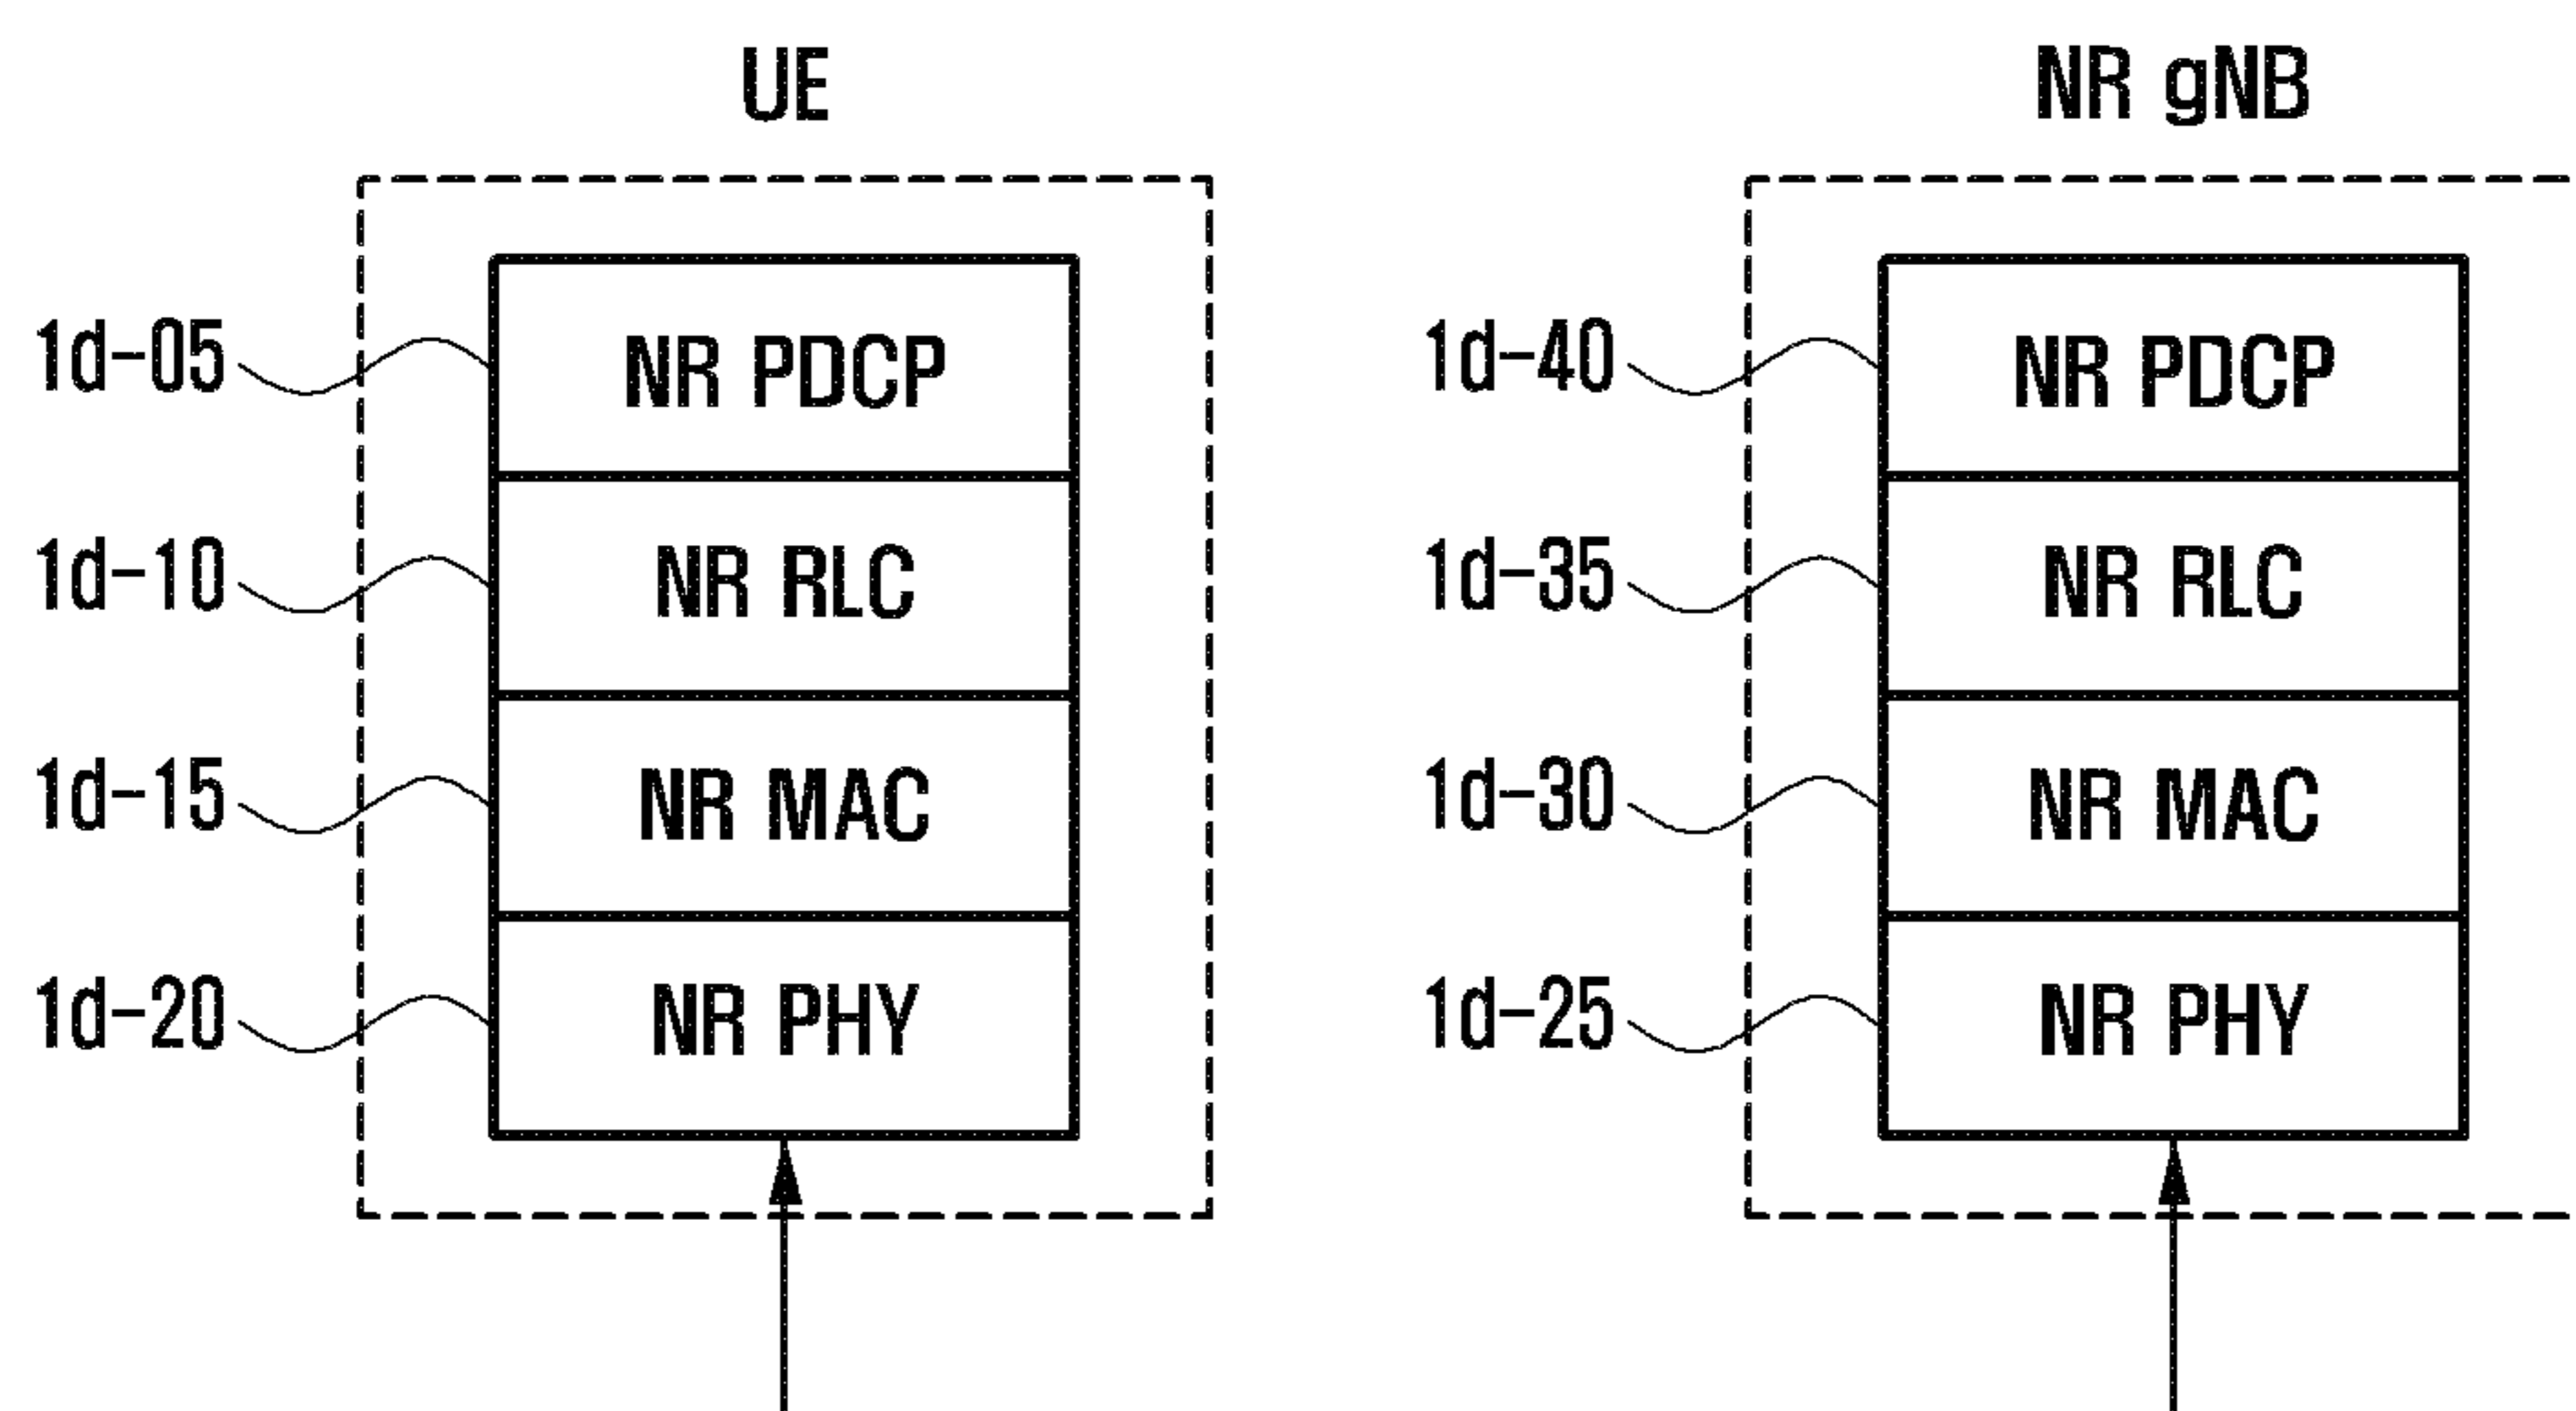 UE
NR gNB
1d-05
NR PDCP
1d-40
NR PDCP
1d-10
NR RLC
1d-35
NR RLC
1d-15
NR MAC
1d-30
NR MAC
1d-20
NR PHY
1d-25
NR PHY